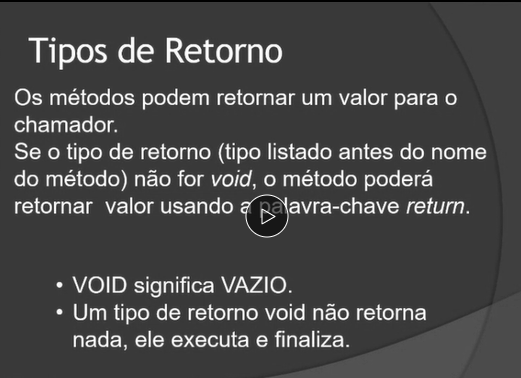 Tipos de Retorno
Os métodos podem retornar um valor para o
chamador.
Se o tipo de retorno (tipo listado antes do nome
do método) não for void, o método poderá
retornar valor usando a palavra-chave return.
• VOID significa VAZIO.
• Um tipo de retorno void não retorna
nada, ele executa e finaliza.